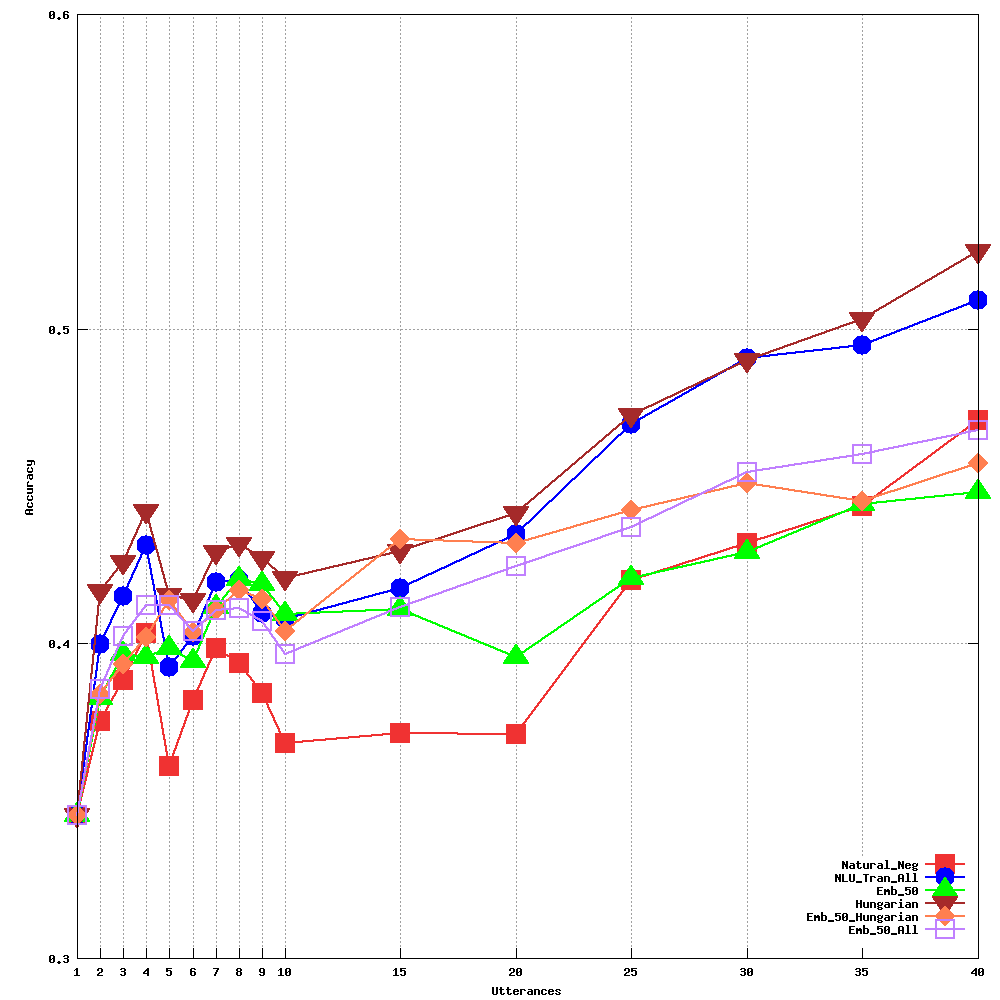 0.6
0.5
0.4
0.3
Accuracy
Natural_Neg
NLU_Tran_All
Emb_50
Hungarian
Emb_50_Hungarian
Emb_50_All
1 2 3 4 5 6 7 8 9 10 15 20 25 30 35 40
Utterances